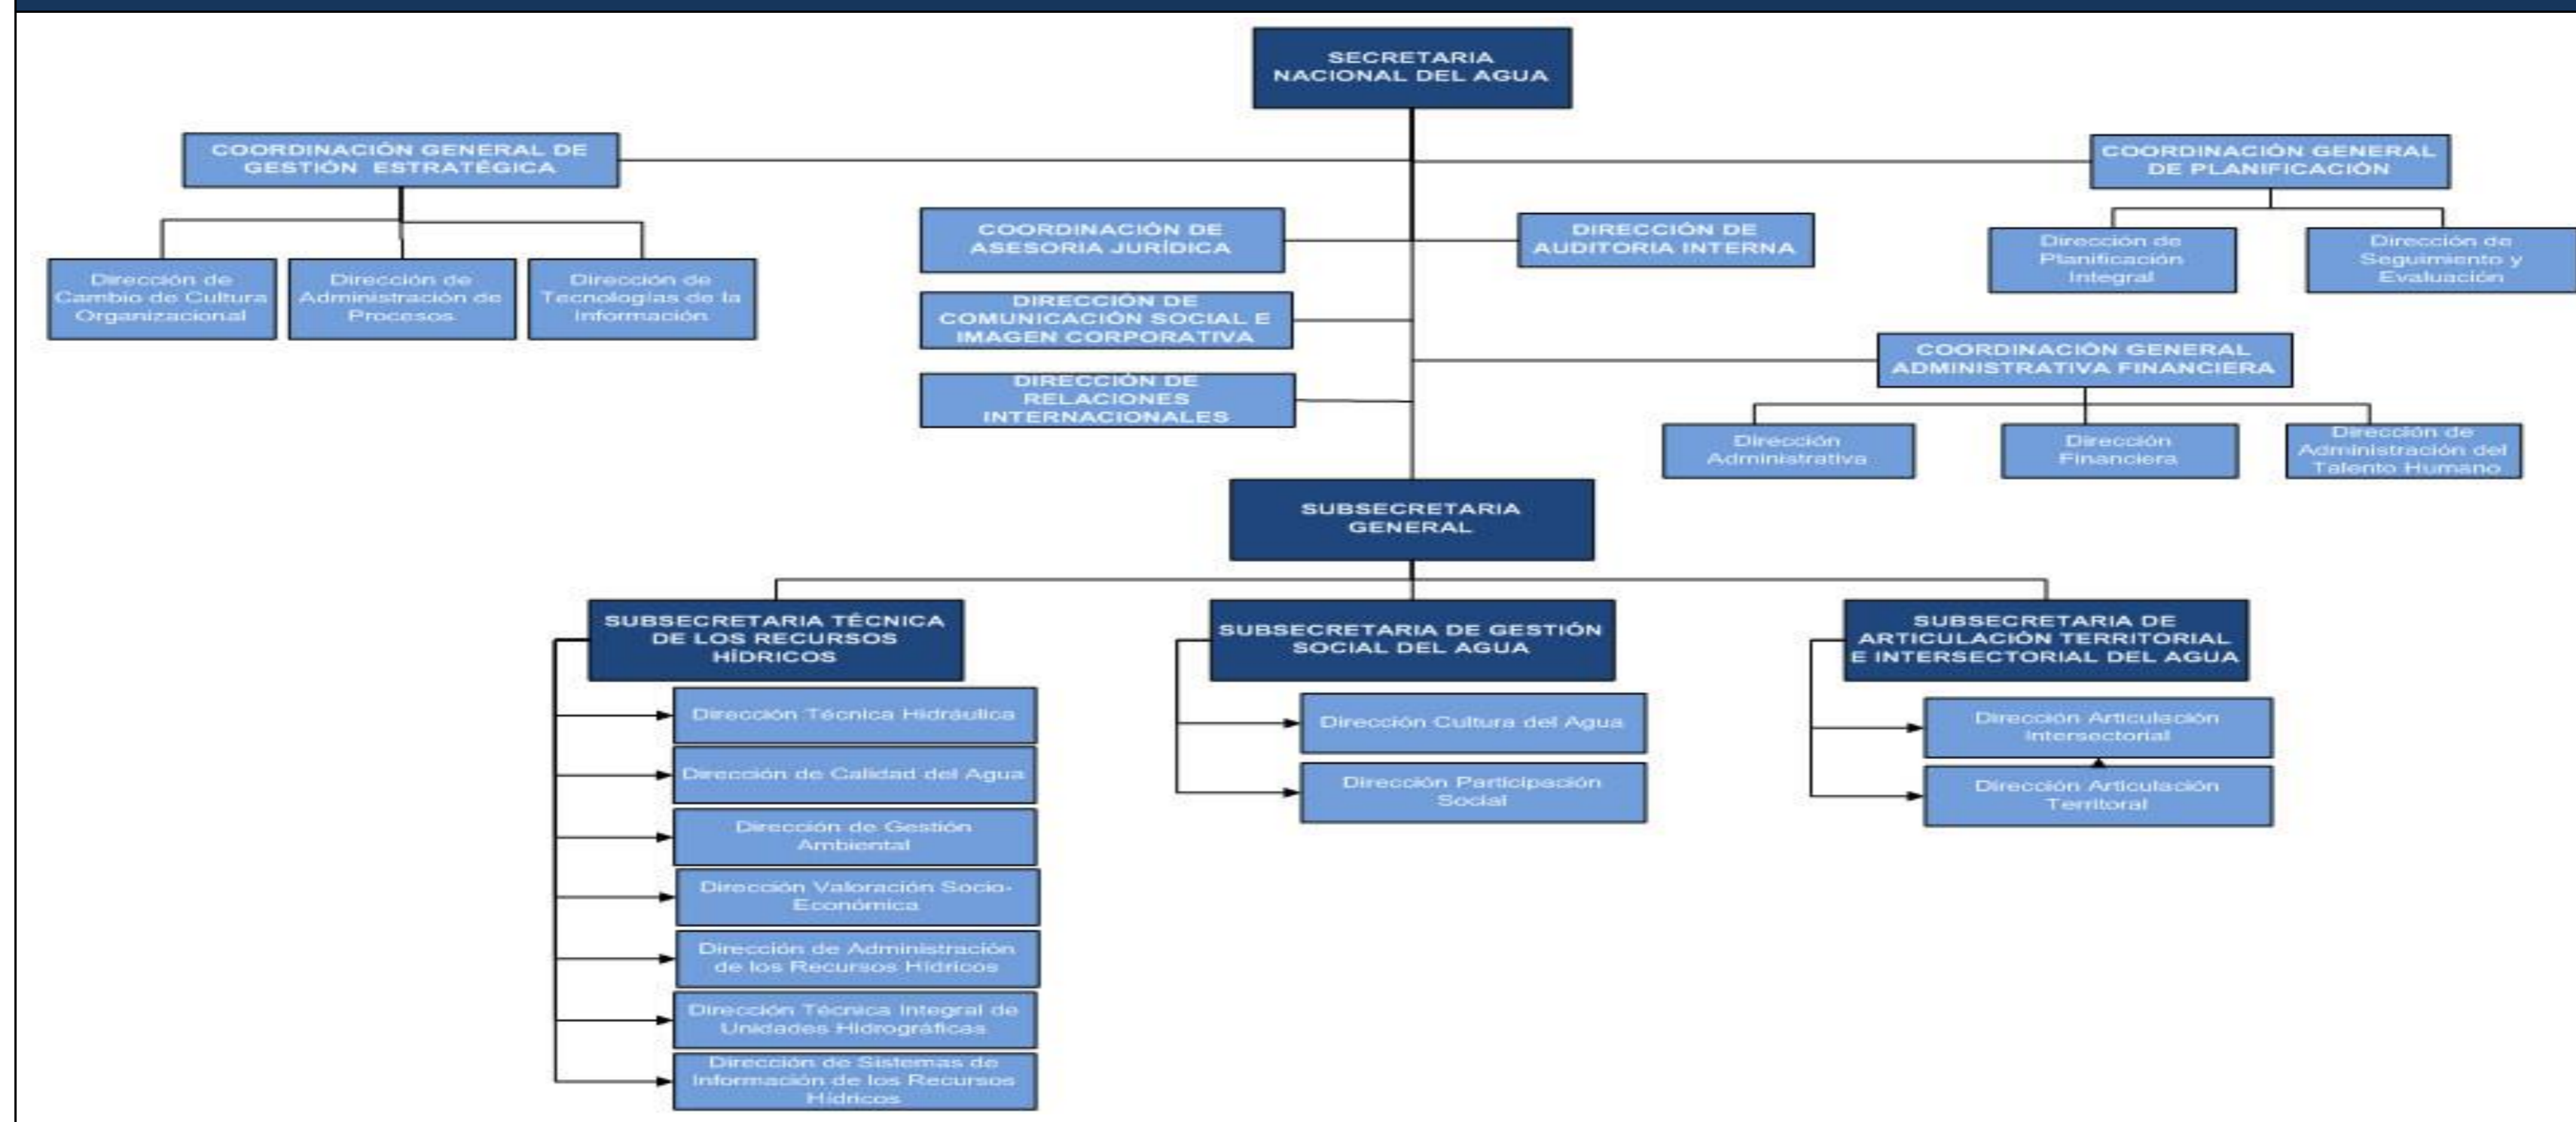 SECRETARIA
NACIONAL DEL AGUA
COORDINACIÓN GENERAL DE
GESTIÓN ESTRATÉGICA
COORDINACIÓN GENERAL
DE PLANIFICACIÓN
COORDINACIÓN DE
ASESORIA JURÍDICA
DIRECCIÓN DE
AUDITORIA INTERNA
Dirección de
Planificación
Integral
Dirección de
Seguimiento y
Evaluación
Dirección de
Cambio de Cultura
Organizacional
Dirección de
Administración de
Procesos
Dirección de
Tecnologías de la
Información
DIRECCIÓN DE
COMUNICACIÓN SOCIAL E
IMAGEN CORPORATIVA
COORDINACIÓN GENERAL
ADMINISTRATIVA FINANCIERA
DIRECCIÓN DE
RELACIONES
INTERNACIONALES
Dirección
Administrativa
Dirección
Financiera
Dirección de
Administración del
Talento Humano
SUBSECRETARIA
GENERAL
SUBSECRETARIA TÉCNICA
DE LOS RECURSOS
HÍDRICOS
SUBSECRETARIA DE GESTIÓN
SOCIAL DEL AGUA
SUBSECRETARIA DE
ARTICULACIÓN TERRITORIAL
E INTERSECTORIAL DEL AGUA
Dirección Técnica Hidráulica
Dirección de Calidad del Agua
Dirección de Gestión
Ambiental
Dirección Valoración Socio-
Económica
Dirección de Administración
de los Recursos Hídricos
Dirección Técnica Integral de
Unidades Hidrográficas
Dirección de Sistemas de
Información de los Recursos
Hídricos
Dirección Cultura del Agua
Dirección Participación
Social
Dirección Articulación
Intersectorial
Dirección Articulación
Territoral